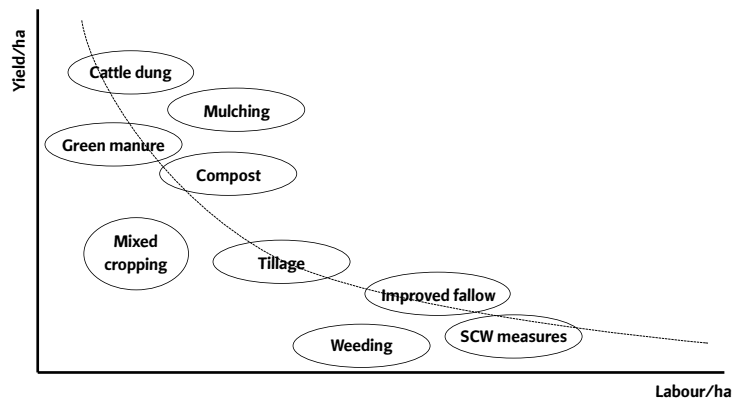 Yield/ha
Cattle dung
Mulching
Green manure
Compost
Mixed
cropping
Tillage
Improved fallow
SCW measures
Weeding
Labour/ha